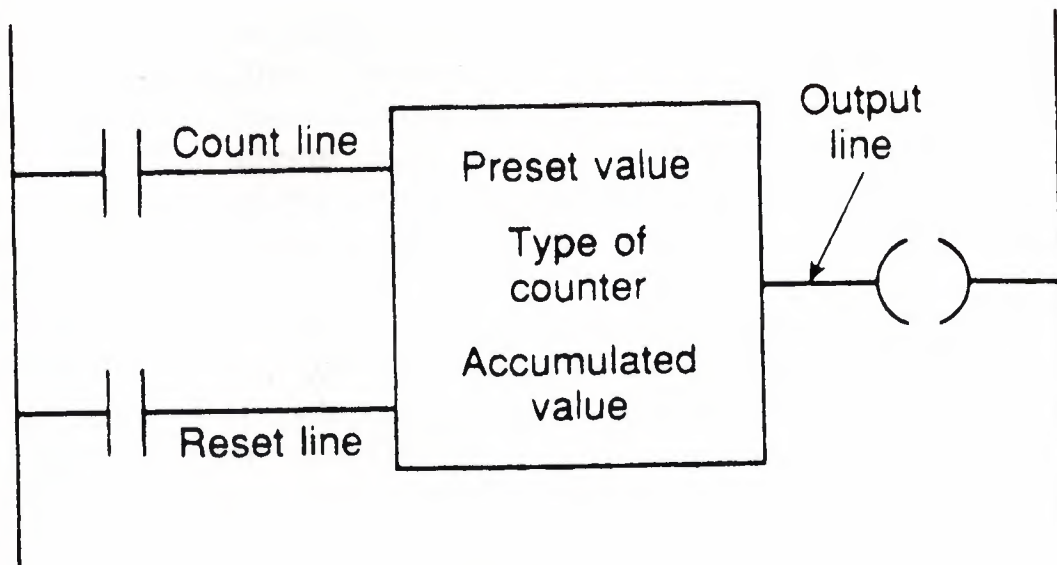 Count line
Preset value
Type of
counter
Accumulated
value
Reset line
Output
line